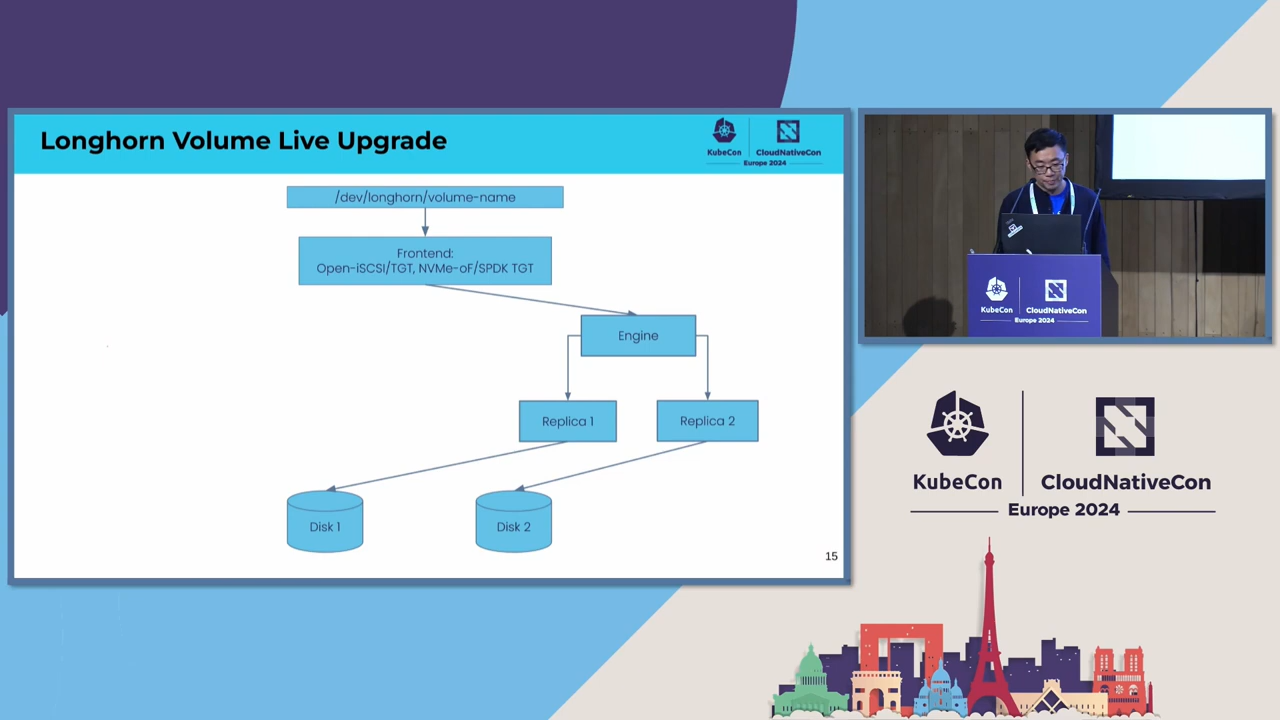 Longhorn Volume Live Upgrade
KubeCon
CloudNativeCon
Europe 2024
/dev/longhorn/volume-name
Frontend:
Open-iSCSI/TGT, NVMe-oF/SPDK TGT
Engine
Replica 1
Replica 2
Disk 1
Disk 2
15
KubeCon
CloudNativeCon
Europe 2024
KubeCon
CloudNativeCon
Europe 2024